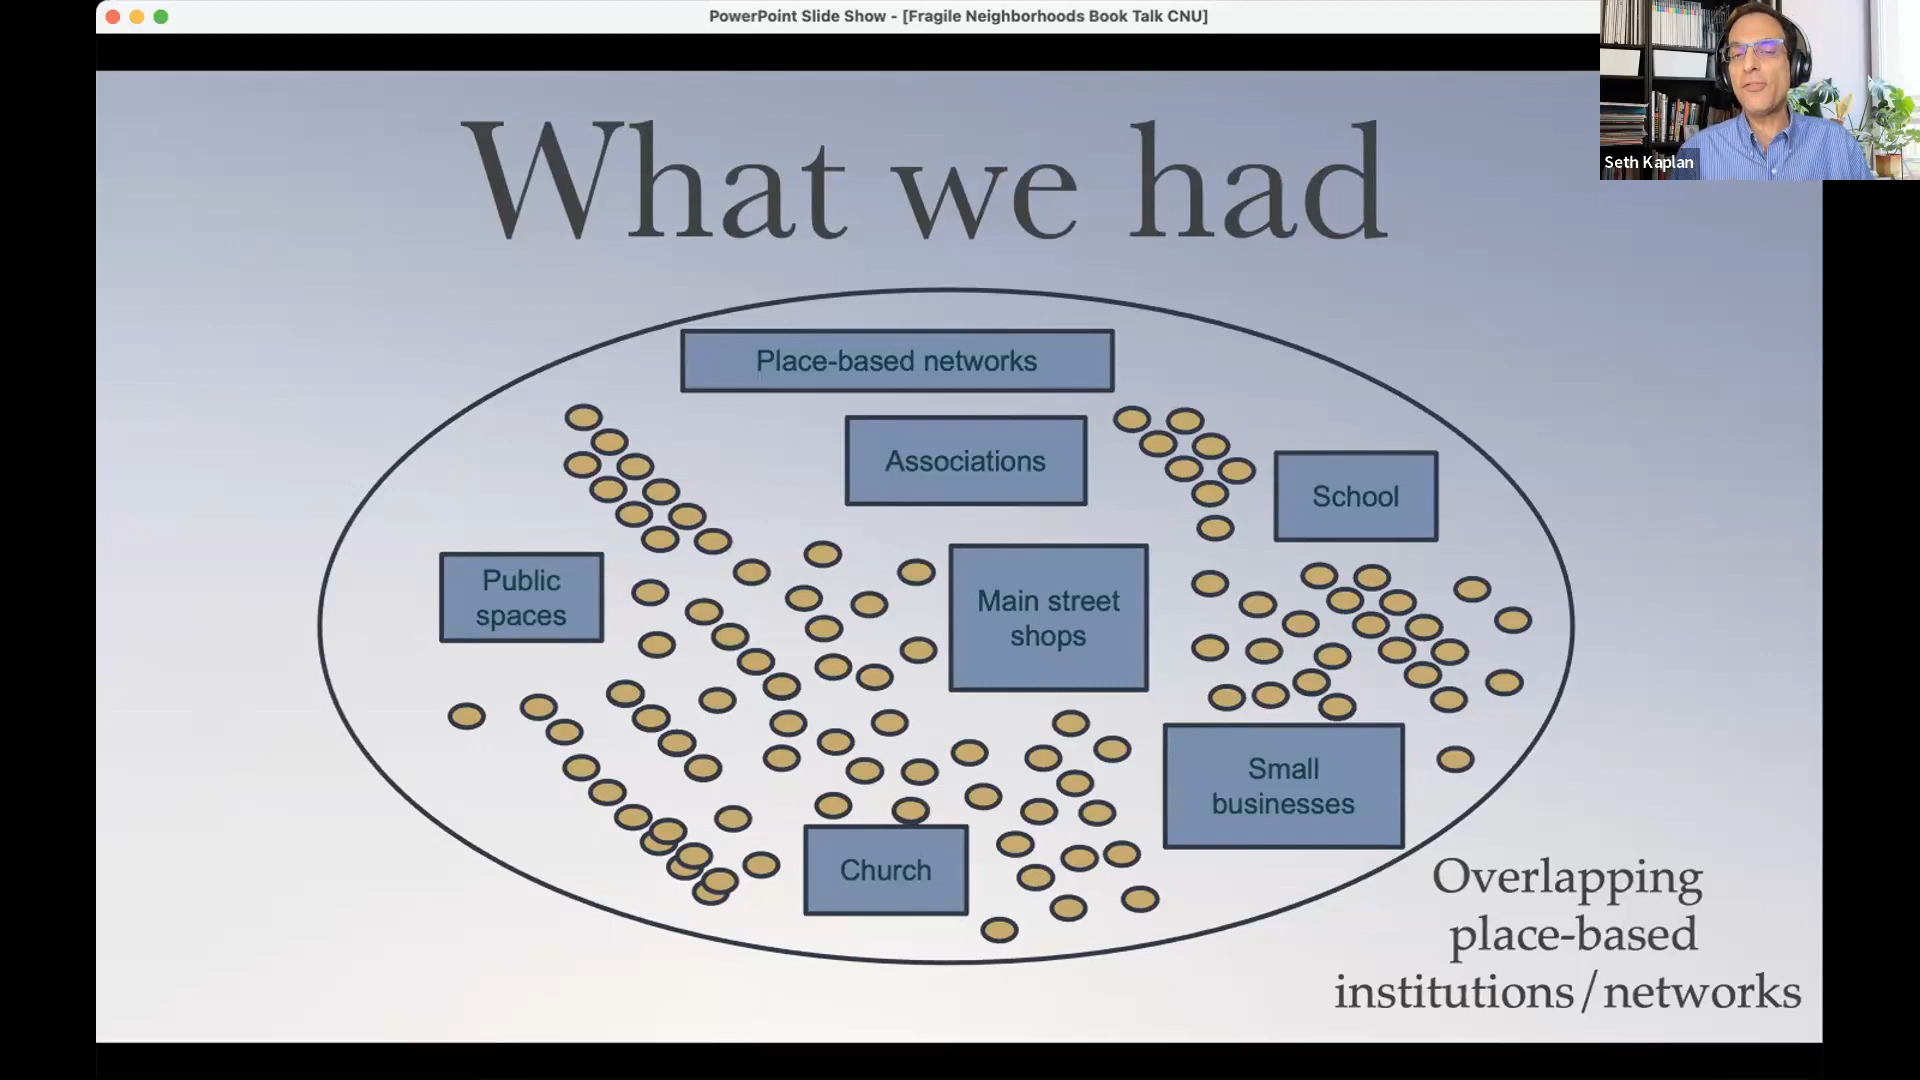 PowerPoint Slide Show - [Fragile Neighborhoods Book Talk CNU]
Seth Kaplan
What we had
Place-based networks
Associations
School
Public
spaces
Main street
shops
Small
businesses
Church
Overlapping
place-based
institutions/networks